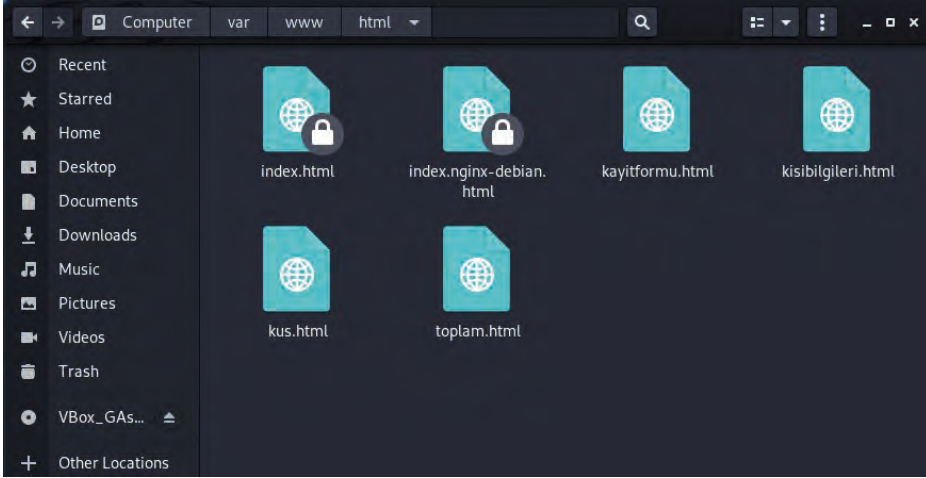 Computer var www html
Recent
Starred
Home
Desktop
Documents
Downloads
Music
Pictures
Videos
Trash
VBox_GAs...
Other Locations
index.html
index.nginx-debian.
html
kayitformu.html
kisibilgileri.html
kus.html
toplam.html